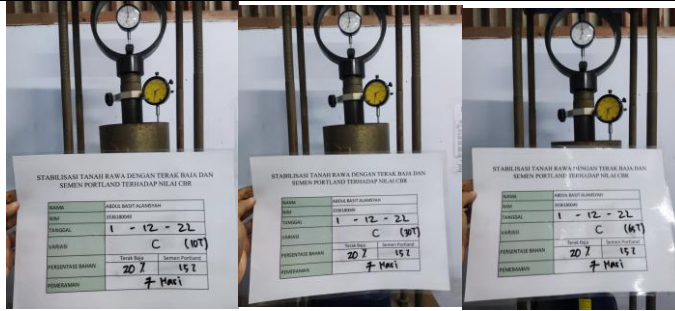 STABILISASI TANAH RAWA DENGAN TERAK BAJA DAN
SEMEN PORTLAND TERHADAP NILAI CBR
NAMA ABDUL BASIT ALAMSYAH
NIM
TANGGAL 1 - 12 - 22
VARIASI C (10T)
Terak Baja Semen Portland
PERSENTASE BAHAN 20 % 15 %
PEMERAMAN 7 Hari
STABILISASI TANAH RAWA DENGAN TERAK BAJA DAN
SEMEN PORTLAND TERHADAP NILAI CBR
NAMA ABDUL BASIT ALAMSYAH
NIM
TANGGAL 1 - 12 - 22
VARIASI C (30T)
Terak Baja Semen Portland
PERSENTASE BAHAN 20 % 15 %
PEMERAMAN 7 Hari
STABILISASI TANAH RAWA DENGAN TERAK BAJA DAN
SEMEN PORTLAND TERHADAP NILAI CBR
NAMA ABDUL BASIT ALAMSYAH
NIM
TANGGAL 1 - 12 - 22
VARIASI C
Terak Baja Semen Portland
PERSENTASE BAHAN 20 % 15 %
PEMERAMAN 7 Hari